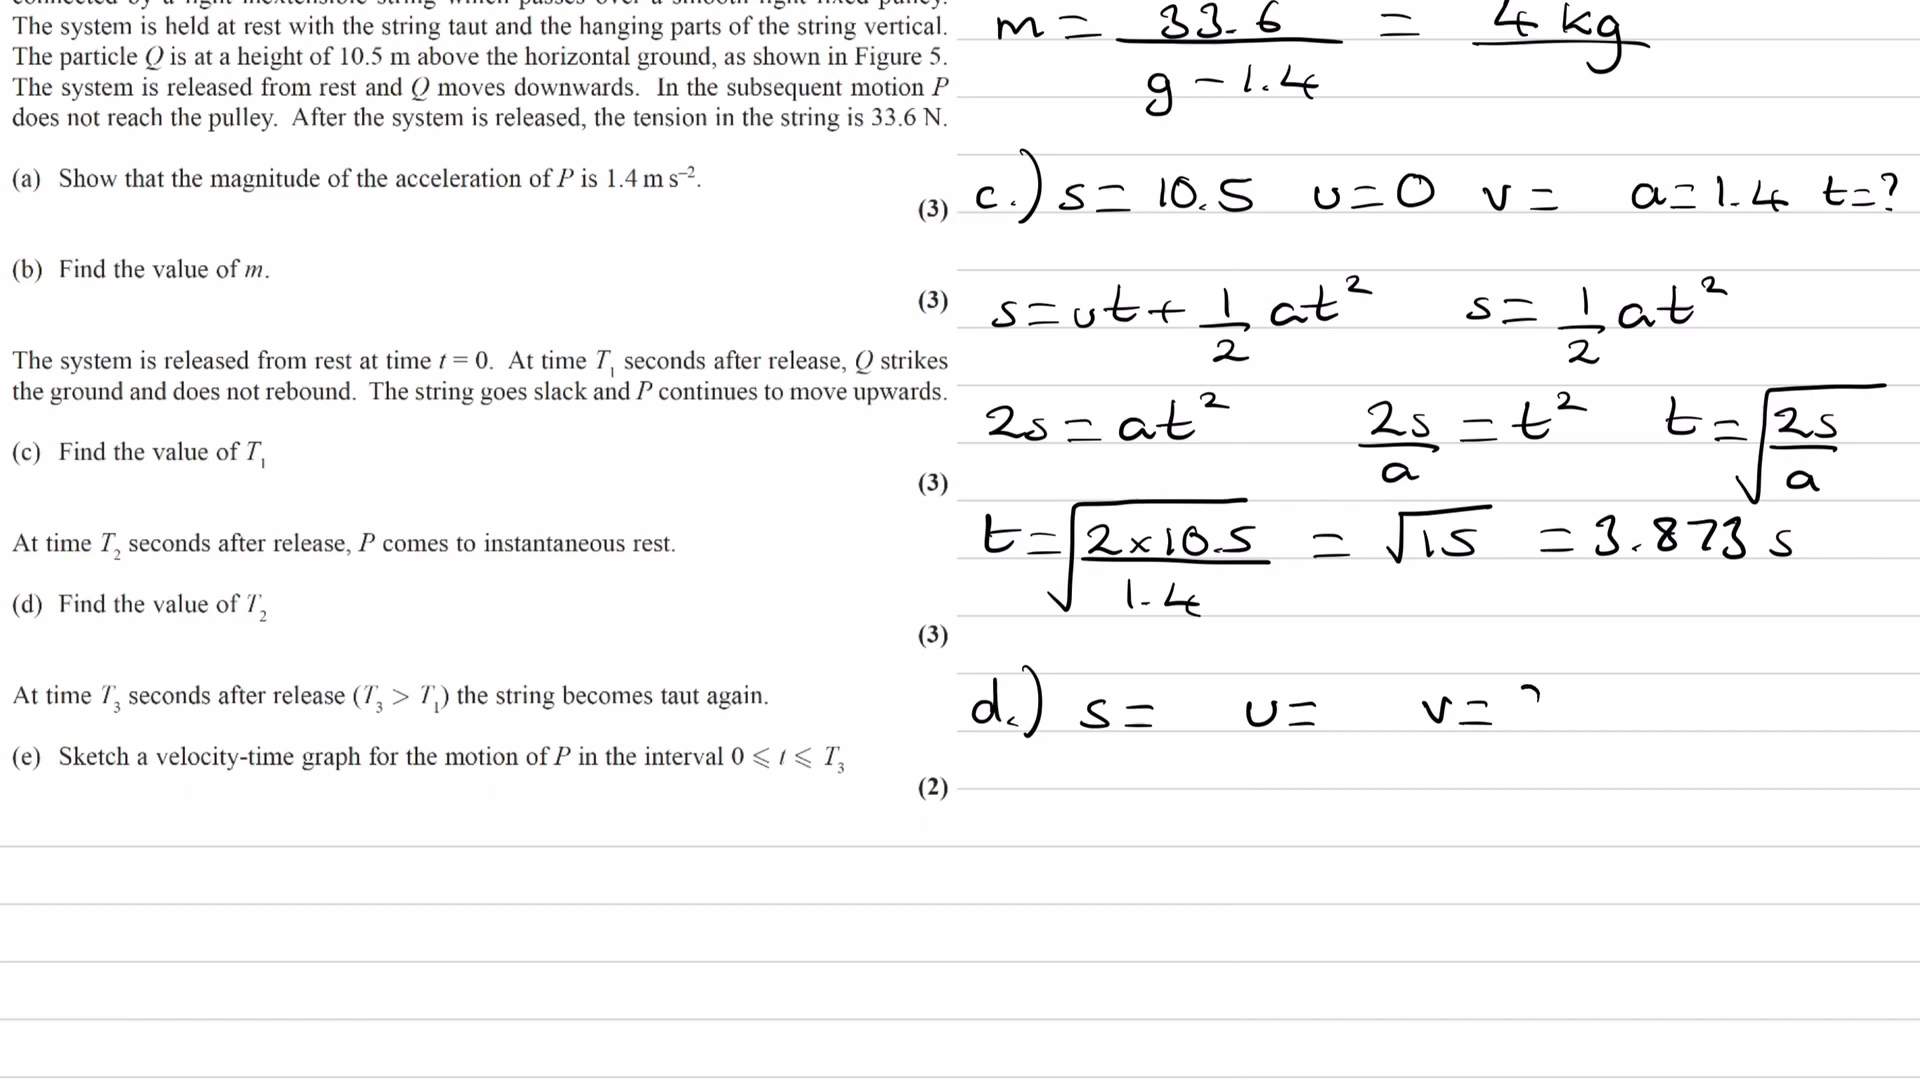 The system is held at rest with the string taut and the hanging parts of the string vertical.
The particle Q is at a height of 10.5 m above the horizontal ground, as shown in Figure 5.
The system is released from rest and Q moves downwards. In the subsequent motion P
does not reach the pulley. After the system is released, the tension in the string is 33.6 N.
(a) Show that the magnitude of the acceleration of P is 1.4 m s⁻².
(3)
(b) Find the value of m.
(3)
The system is released from rest at time t = 0. At time T₁ seconds after release, Q strikes
the ground and does not rebound. The string goes slack and P continues to move upwards.
(c) Find the value of T₁
(3)
At time T₂ seconds after release, P comes to instantaneous rest.
(d) Find the value of T₂
(3)
At time T₃ seconds after release (T₃ > T₁) the string becomes taut again.
(e) Sketch a velocity-time graph for the motion of P in the interval 0 ⩽ t ⩽ T₃
(2)
m = 33.6 / (g - 1.4) = 4 kg
c.) s = 10.5 u = 0 v = a = 1.4 t = ?
s = ut + 1/2 at² s = 1/2 at²
2s = at² 2s/a = t² t = √(2s/a)
t = √(2 × 10.5 / 1.4) = √15 = 3.873 s
d.) s = u = v =